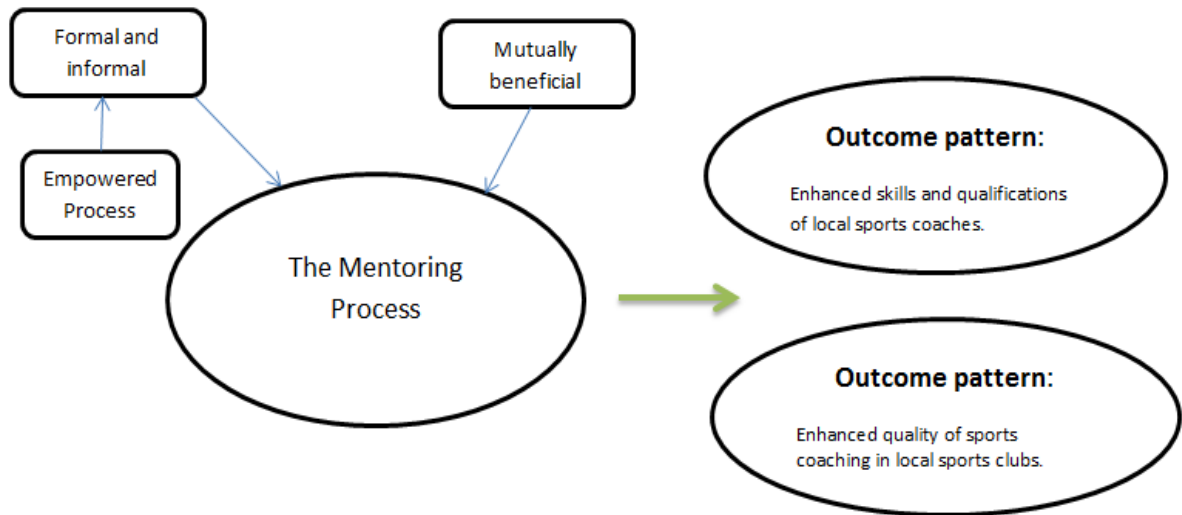 Formal and
informal
Mutually
beneficial
Empowered
Process
The Mentoring
Process
Outcome pattern:
Enhanced skills and qualifications
of local sports coaches.
Outcome pattern:
Enhanced quality of sports
coaching in local sports clubs.